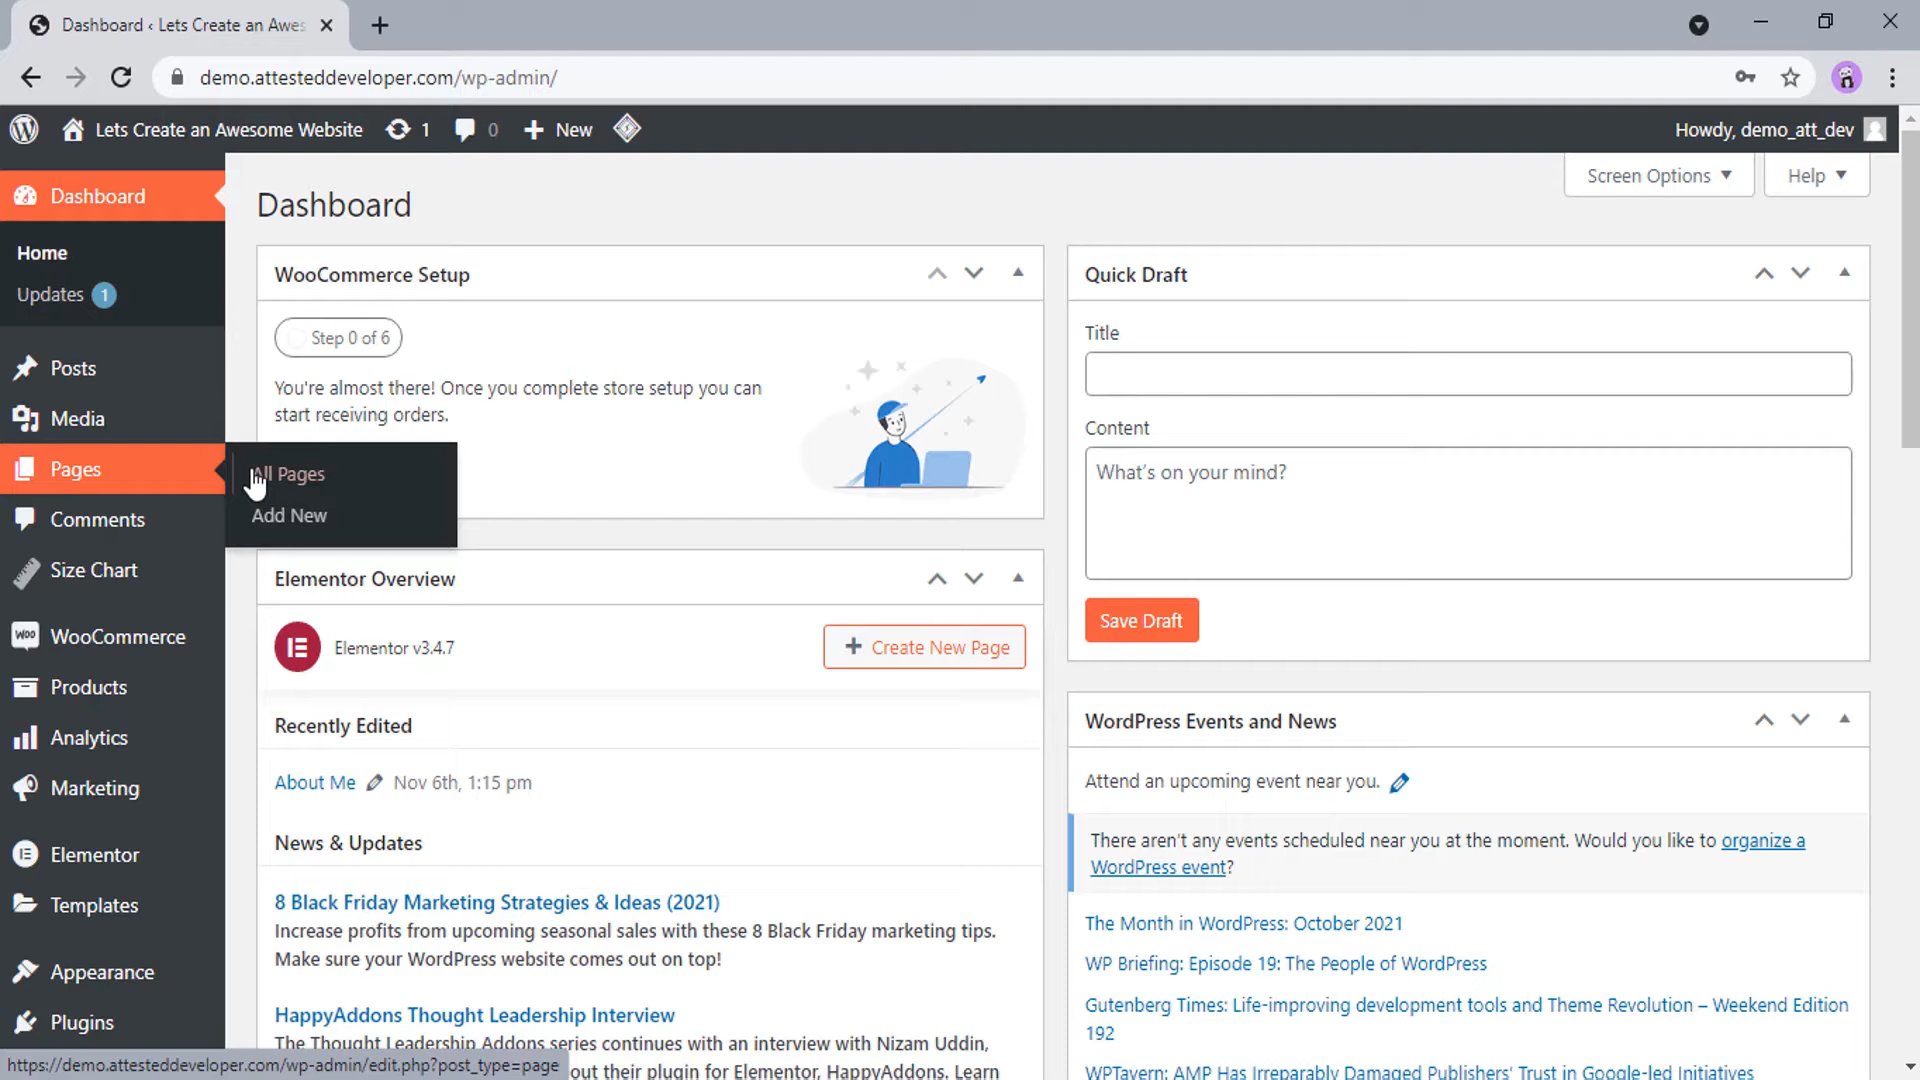 Dashboard ‹ Lets Create an Awes
demo.attesteddeveloper.com/wp-admin/
Lets Create an Awesome Website
1
0
New
Howdy, demo_att_dev
Dashboard
Home
Updates 1
Posts
Media
Pages
Comments
Size Chart
WooCommerce
Products
Analytics
Marketing
Elementor
Templates
Appearance
Plugins
All Pages
Add New
Screen Options
Help
Dashboard
WooCommerce Setup
Step 0 of 6
You're almost there! Once you complete store setup you can
start receiving orders.
Elementor Overview
Elementor v3.4.7
Create New Page
Recently Edited
About Me Nov 6th, 1:15 pm
News & Updates
8 Black Friday Marketing Strategies & Ideas (2021)
Increase profits from upcoming seasonal sales with these 8 Black Friday marketing tips.
Make sure your WordPress website comes out on top!
HappyAddons Thought Leadership Interview
The Thought Leadership Addons series continues with an interview with Nizam Uddin,
out their plugin for Elementor, HappyAddons. Learn
Quick Draft
Title
Content
What's on your mind?
Save Draft
WordPress Events and News
Attend an upcoming event near you.
There aren't any events scheduled near you at the moment. Would you like to organize a
WordPress event?
The Month in WordPress: October 2021
WP Briefing: Episode 19: The People of WordPress
Gutenberg Times: Life-improving development tools and Theme Revolution – Weekend Edition
192
WPTavern: AMP Has Irreparably Damaged Publishers' Trust in Google-led Initiatives
https://demo.attesteddeveloper.com/wp-admin/edit.php?post_type=page